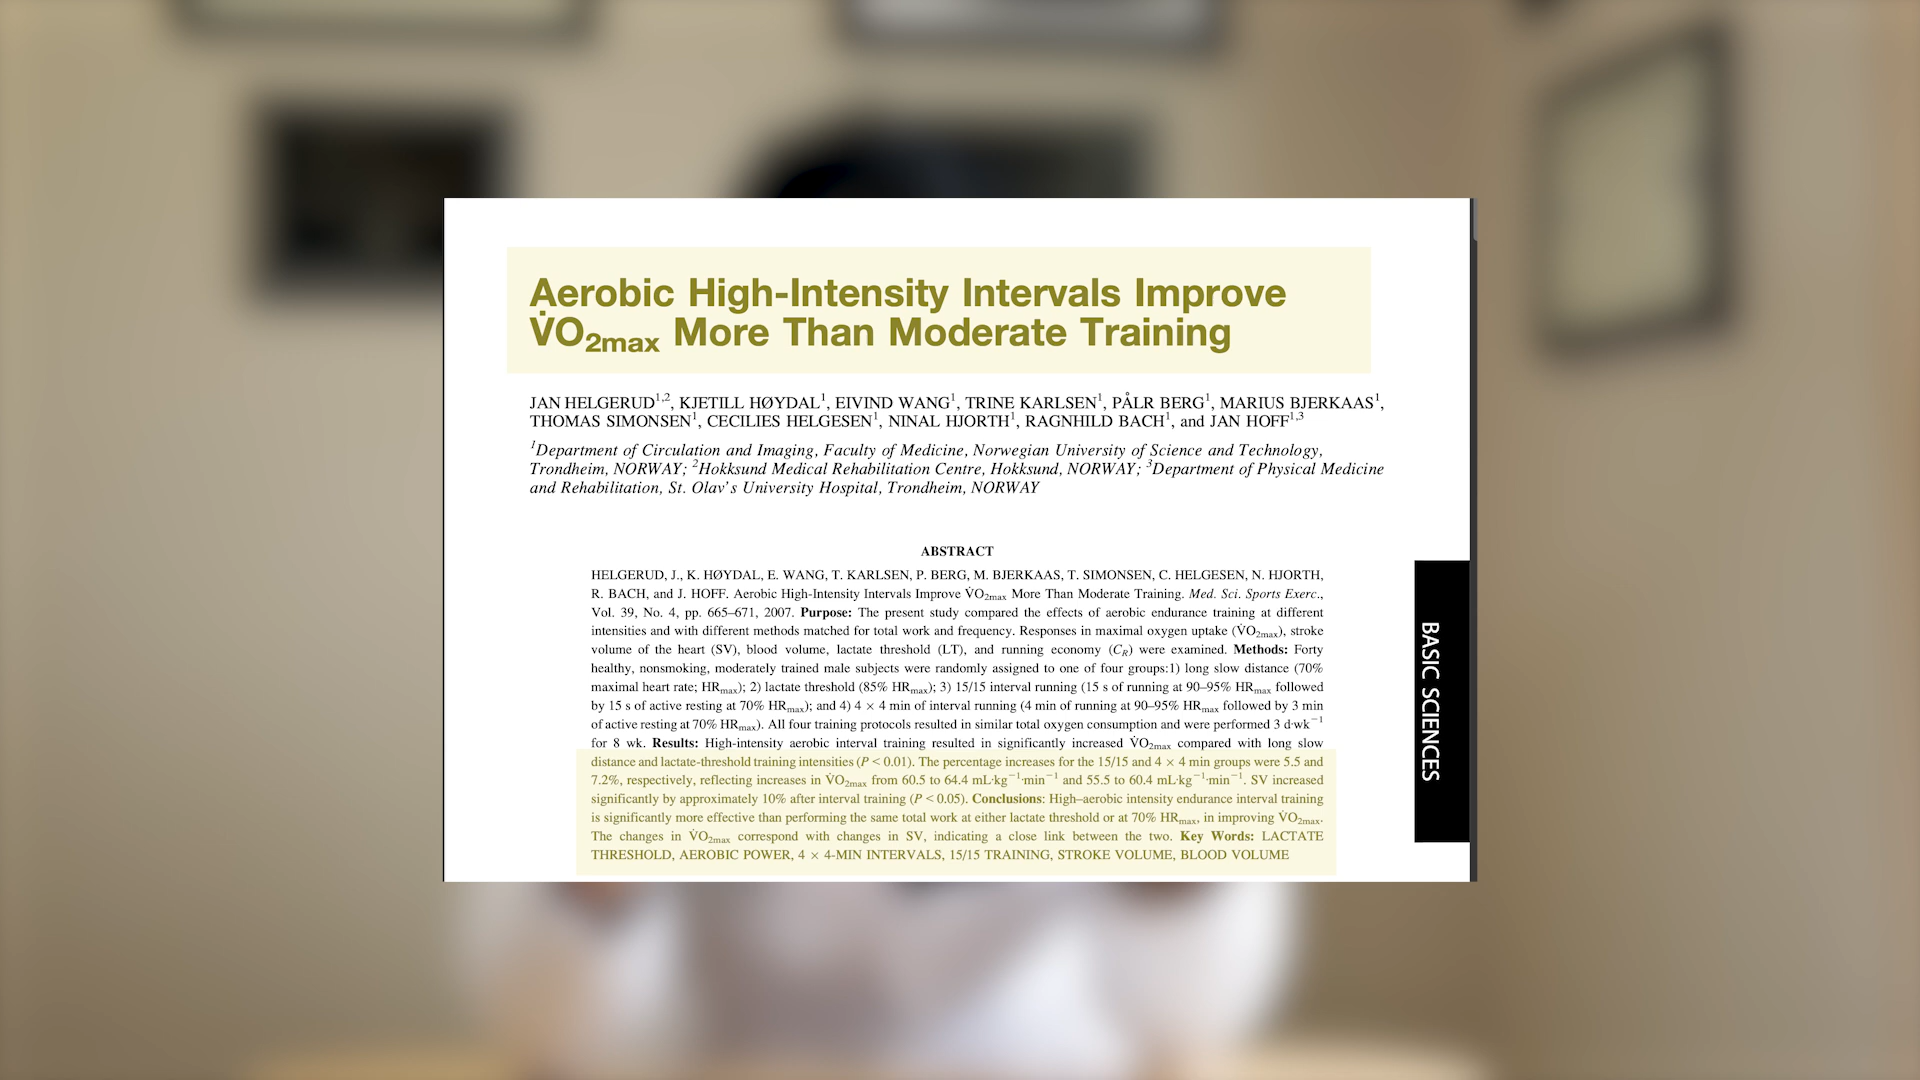 Aerobic High-Intensity Intervals Improve
V̇O2max More Than Moderate Training
JAN HELGERUD1,2, KJETILL HØYDAL1, EIVIND WANG1, TRINE KARLSEN1, PÅLR BERG1, MARIUS BJERKAAS1,
THOMAS SIMONSEN1, CECILIES HELGESEN1, NINAL HJORTH1, RAGNHILD BACH1, and JAN HOFF1,3
1Department of Circulation and Imaging, Faculty of Medicine, Norwegian University of Science and Technology,
Trondheim, NORWAY; 2Hokksund Medical Rehabilitation Centre, Hokksund, NORWAY; 3Department of Physical Medicine
and Rehabilitation, St. Olav's University Hospital, Trondheim, NORWAY
ABSTRACT
HELGERUD, J., K. HØYDAL, E. WANG, T. KARLSEN, P. BERG, M. BJERKAAS, T. SIMONSEN, C. HELGESEN, N. HJORTH,
R. BACH, and J. HOFF. Aerobic High-Intensity Intervals Improve V̇O2max More Than Moderate Training. Med. Sci. Sports Exerc.,
Vol. 39, No. 4, pp. 665–671, 2007. Purpose: The present study compared the effects of aerobic endurance training at different
intensities and with different methods matched for total work and frequency. Responses in maximal oxygen uptake (V̇O2max), stroke
volume of the heart (SV), blood volume, lactate threshold (LT), and running economy (CR) were examined. Methods: Forty
healthy, nonsmoking, moderately trained male subjects were randomly assigned to one of four groups:1) long slow distance (70%
maximal heart rate; HRmax); 2) lactate threshold (85% HRmax); 3) 15/15 interval running (15 s of running at 90–95% HRmax followed
by 15 s of active resting at 70% HRmax); and 4) 4 × 4 min of interval running (4 min of running at 90–95% HRmax followed by 3 min
of active resting at 70% HRmax). All four training protocols resulted in similar total oxygen consumption and were performed 3 d·wk−1
for 8 wk. Results: High-intensity aerobic interval training resulted in significantly increased V̇O2max compared with long slow
distance and lactate-threshold training intensities (P < 0.01). The percentage increases for the 15/15 and 4 × 4 min groups were 5.5 and
7.2%, respectively, reflecting increases in V̇O2max from 60.5 to 64.4 mL·kg−1·min−1 and 55.5 to 60.4 mL·kg−1·min−1. SV increased
significantly by approximately 10% after interval training (P < 0.05). Conclusions: High–aerobic intensity endurance interval training
is significantly more effective than performing the same total work at either lactate threshold or at 70% HRmax, in improving V̇O2max.
The changes in V̇O2max correspond with changes in SV, indicating a close link between the two. Key Words: LACTATE
THRESHOLD, AEROBIC POWER, 4 × 4-MIN INTERVALS, 15/15 TRAINING, STROKE VOLUME, BLOOD VOLUME
BASIC SCIENCES